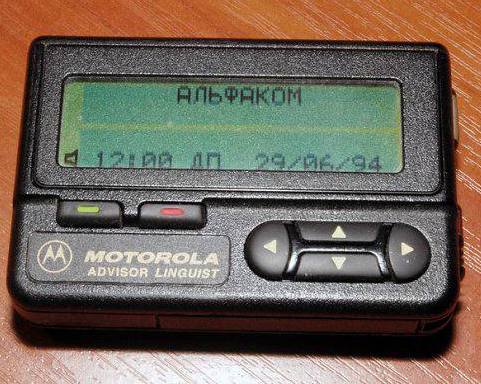 АЛЬФАКОМ
12:00 ДП 29/06/94
MOTOROLA
ADVISOR LINGUIST